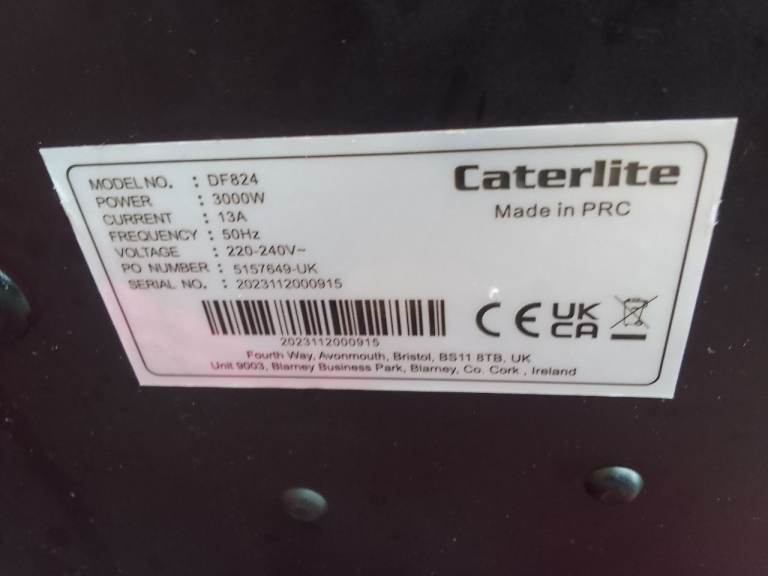 Caterlite
Made in PRC
MODEL NO. : DF824
POWER : 3000W
CURRENT : 13A
FREQUENCY : 50Hz
VOLTAGE : 220-240V~
PO NUMBER : 5157649-UK
SERIAL NO. : 2023112000915
2023112000915
CE UK CA
Fourth Way, Avonmouth, Bristol, BS11 8TB, UK
Unit 9003, Blarney Business Park, Blarney, Co. Cork , Ireland